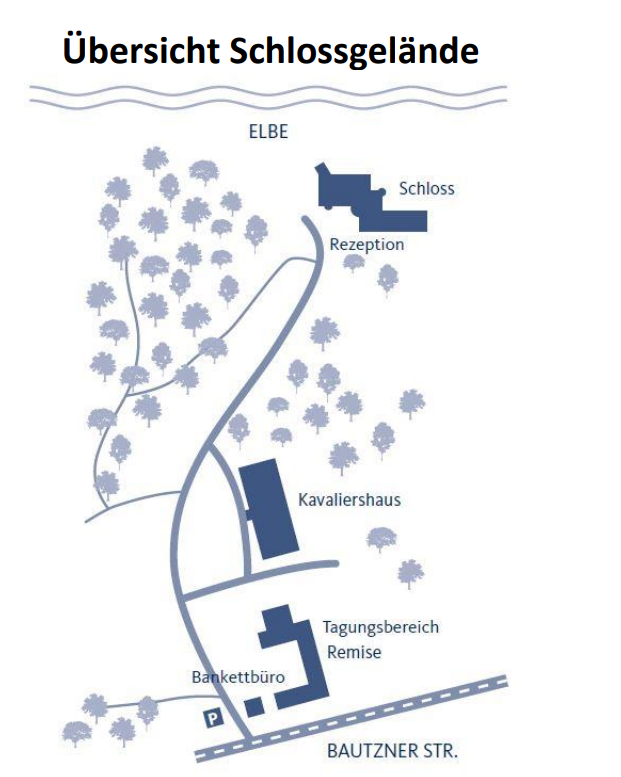 Übersicht Schlossgelände
ELBE
Schloss
Rezeption
Kavaliershaus
Tagungsbereich
Remise
Bankettbüro
P
BAUTZNER STR.